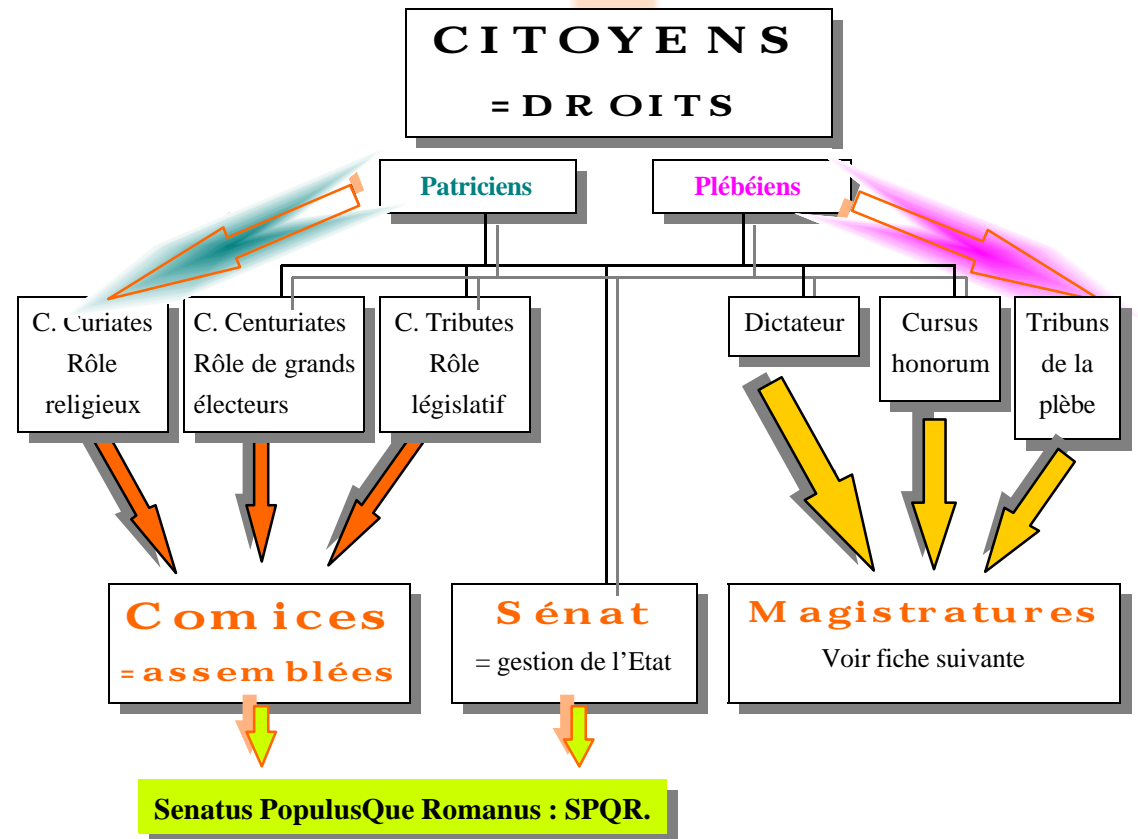 CITOYENS
= DROITS
Patriciens
Plébéiens
C. Curiates
Rôle
religieux
C. Centuriates
Rôle de grands
électeurs
C. Tributes
Rôle
législatif
Dictateur
Cursus
honorum
Tribuns
de la
plèbe
Comices
=assemblées
Sénat
= gestion de l’Etat
Magistratures
Voir fiche suivante
Senatus PopulusQue Romanus : SPQR.